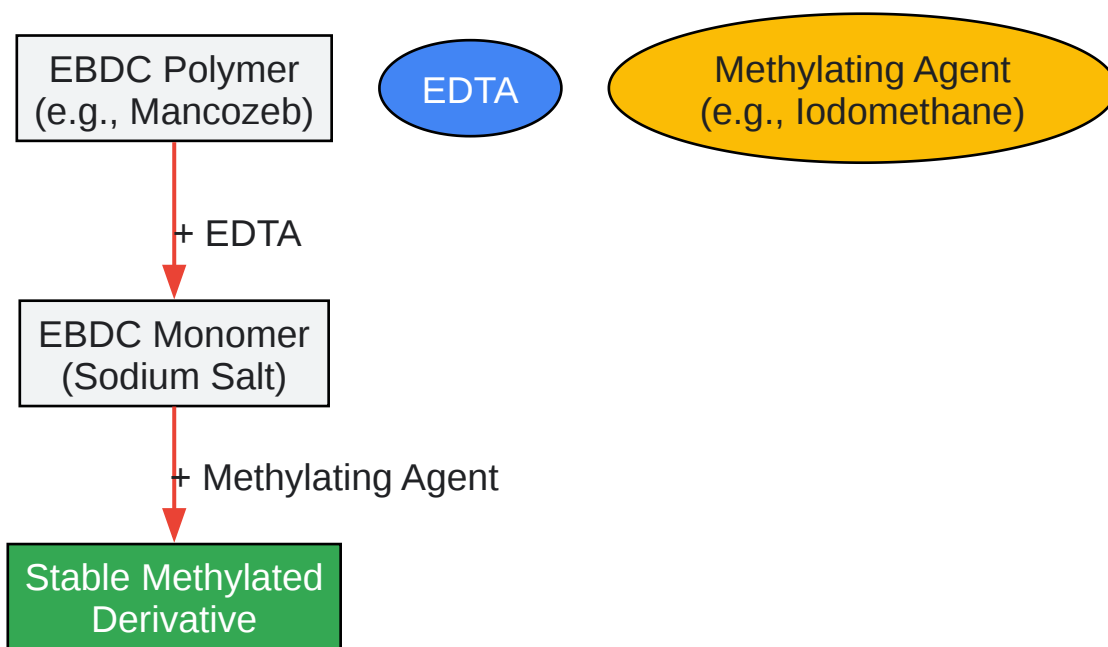 EBDC Polymer
(e.g., Mancozeb)
EDTA
Methylating Agent
(e.g., Iodomethane)
+ EDTA
EBDC Monomer
(Sodium Salt)
+ Methylating Agent
Stable Methylated
Derivative